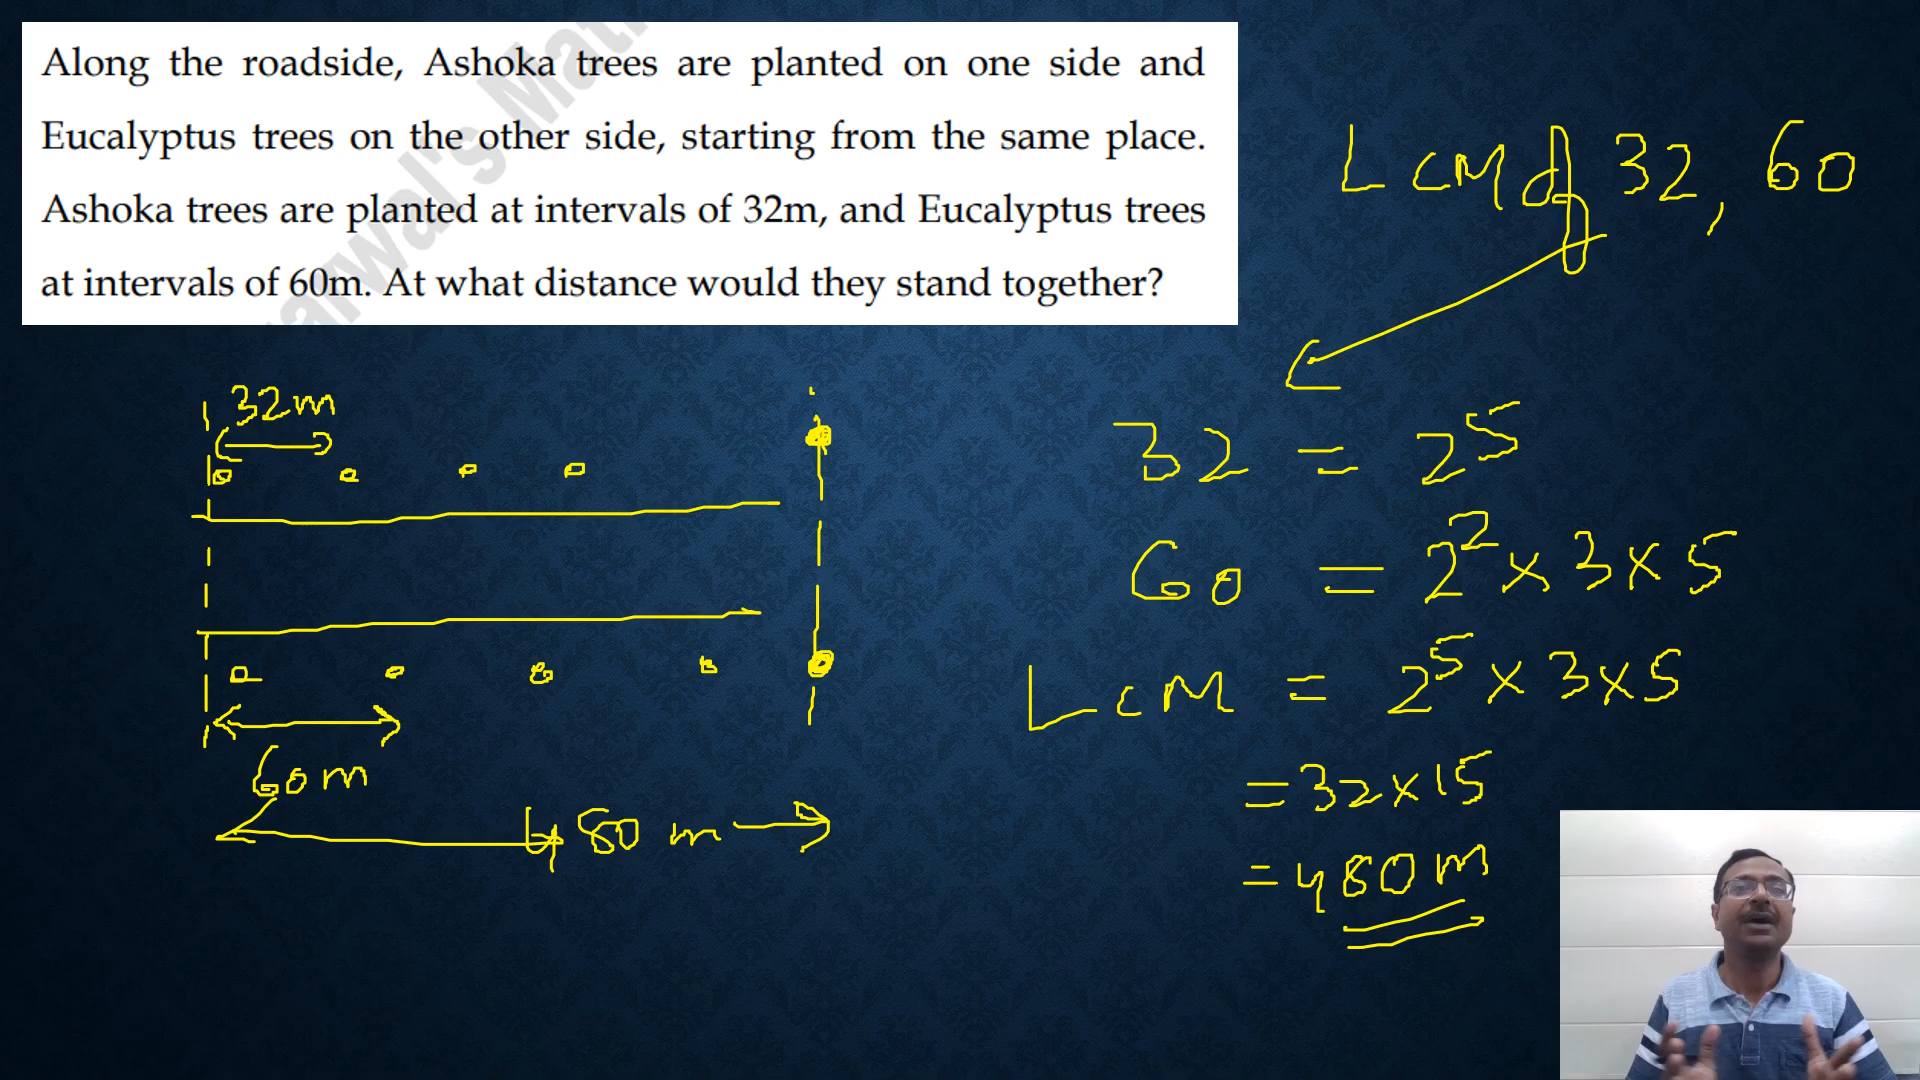 Along the roadside, Ashoka trees are planted on one side and
Eucalyptus trees on the other side, starting from the same place.
Ashoka trees are planted at intervals of 32m, and Eucalyptus trees
at intervals of 60m. At what distance would they stand together?
LCM of 32, 60
32m
60m
480 m
32 = 2⁵
60 = 2² × 3 × 5
LCM = 2⁵ × 3 × 5
= 32 × 15
= 480 m